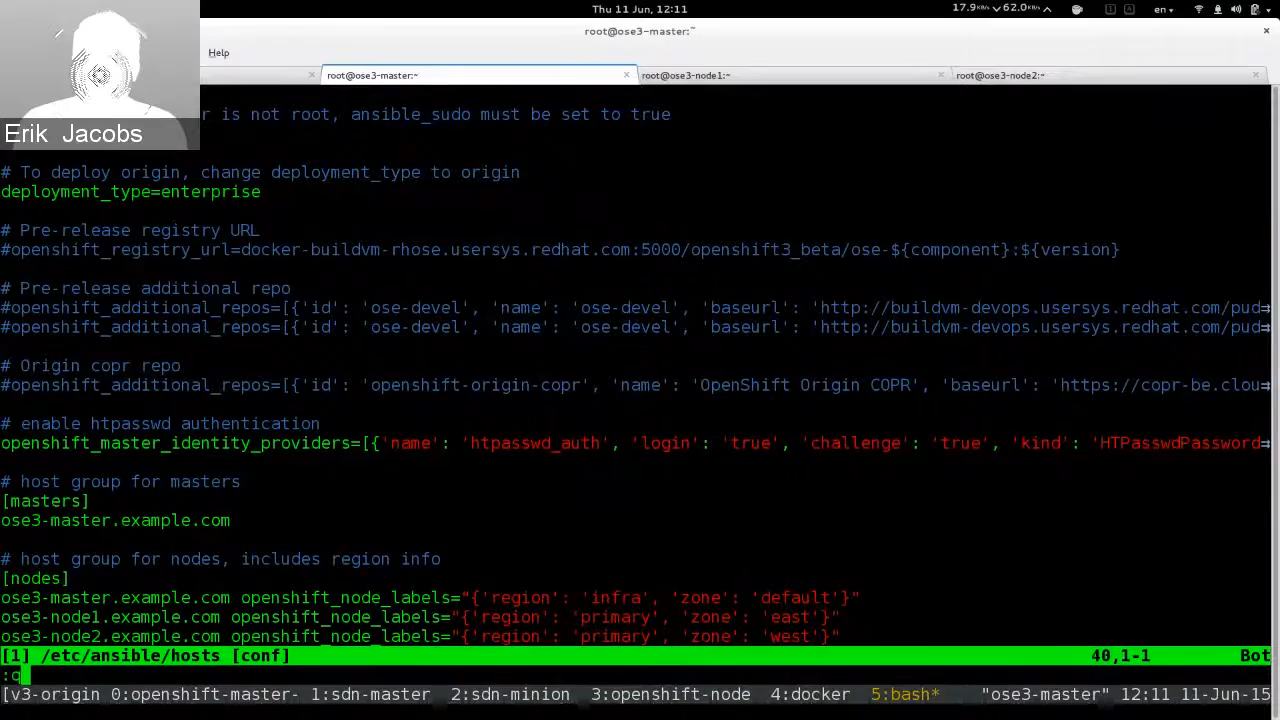 Thu 11 Jun, 12:11
17.9 KB/s 62.0 KB/s
en
root@ose3-master:~
Help
root@ose3-master:~
root@ose3-node1:~
root@ose3-node2:~
Erik Jacobs
r is not root, ansible_sudo must be set to true
# To deploy origin, change deployment_type to origin
deployment_type=enterprise
# Pre-release registry URL
#openshift_registry_url=docker-buildvm-rhose.usersys.redhat.com:5000/openshift3_beta/ose-${component}:${version}
# Pre-release additional repo
#openshift_additional_repos=[{'id': 'ose-devel', 'name': 'ose-devel', 'baseurl': 'http://buildvm-devops.usersys.redhat.com/pud→
#openshift_additional_repos=[{'id': 'ose-devel', 'name': 'ose-devel', 'baseurl': 'http://buildvm-devops.usersys.redhat.com/pud→
# Origin copr repo
#openshift_additional_repos=[{'id': 'openshift-origin-copr', 'name': 'OpenShift Origin COPR', 'baseurl': 'https://copr-be.clou→
# enable htpasswd authentication
openshift_master_identity_providers=[{'name': 'htpasswd_auth', 'login': 'true', 'challenge': 'true', 'kind': 'HTPasswdPassword→
# host group for masters
[masters]
ose3-master.example.com
# host group for nodes, includes region info
[nodes]
ose3-master.example.com openshift_node_labels="{'region': 'infra', 'zone': 'default'}"
ose3-node1.example.com openshift_node_labels="{'region': 'primary', 'zone': 'east'}"
ose3-node2.example.com openshift_node_labels="{'region': 'primary', 'zone': 'west'}"
[1] /etc/ansible/hosts [conf] 40,1-1 Bot
:q
[v3-origin 0:openshift-master- 1:sdn-master 2:sdn-minion 3:openshift-node 4:docker 5:bash* "ose3-master" 12:11 11-Jun-15